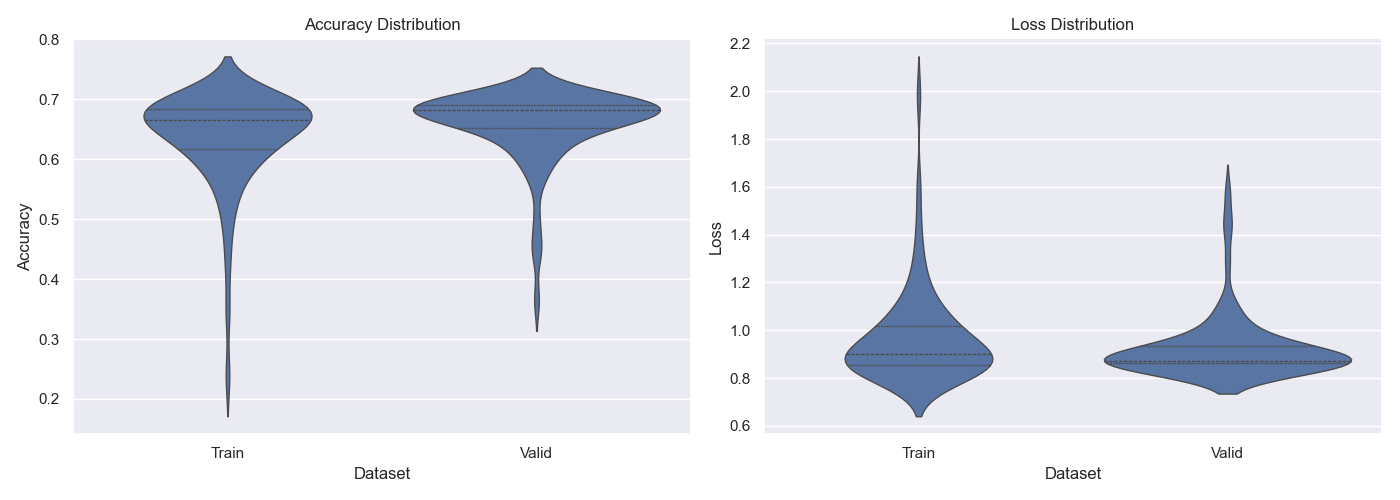 Accuracy Distribution
0.8
0.7
0.6
0.5
0.4
0.3
0.2
Accuracy
Train Valid
Dataset
Loss Distribution
2.2
2.0
1.8
1.6
1.4
1.2
1.0
0.8
0.6
Loss
Train Valid
Dataset